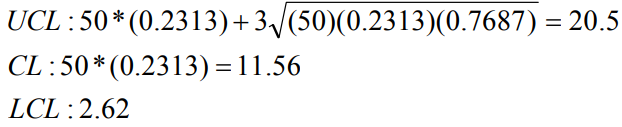 UCL : 50 * (0.2313) + 3√(50)(0.2313)(0.7687) = 20.5
CL : 50 * (0.2313) = 11.56
LCL : 2.62